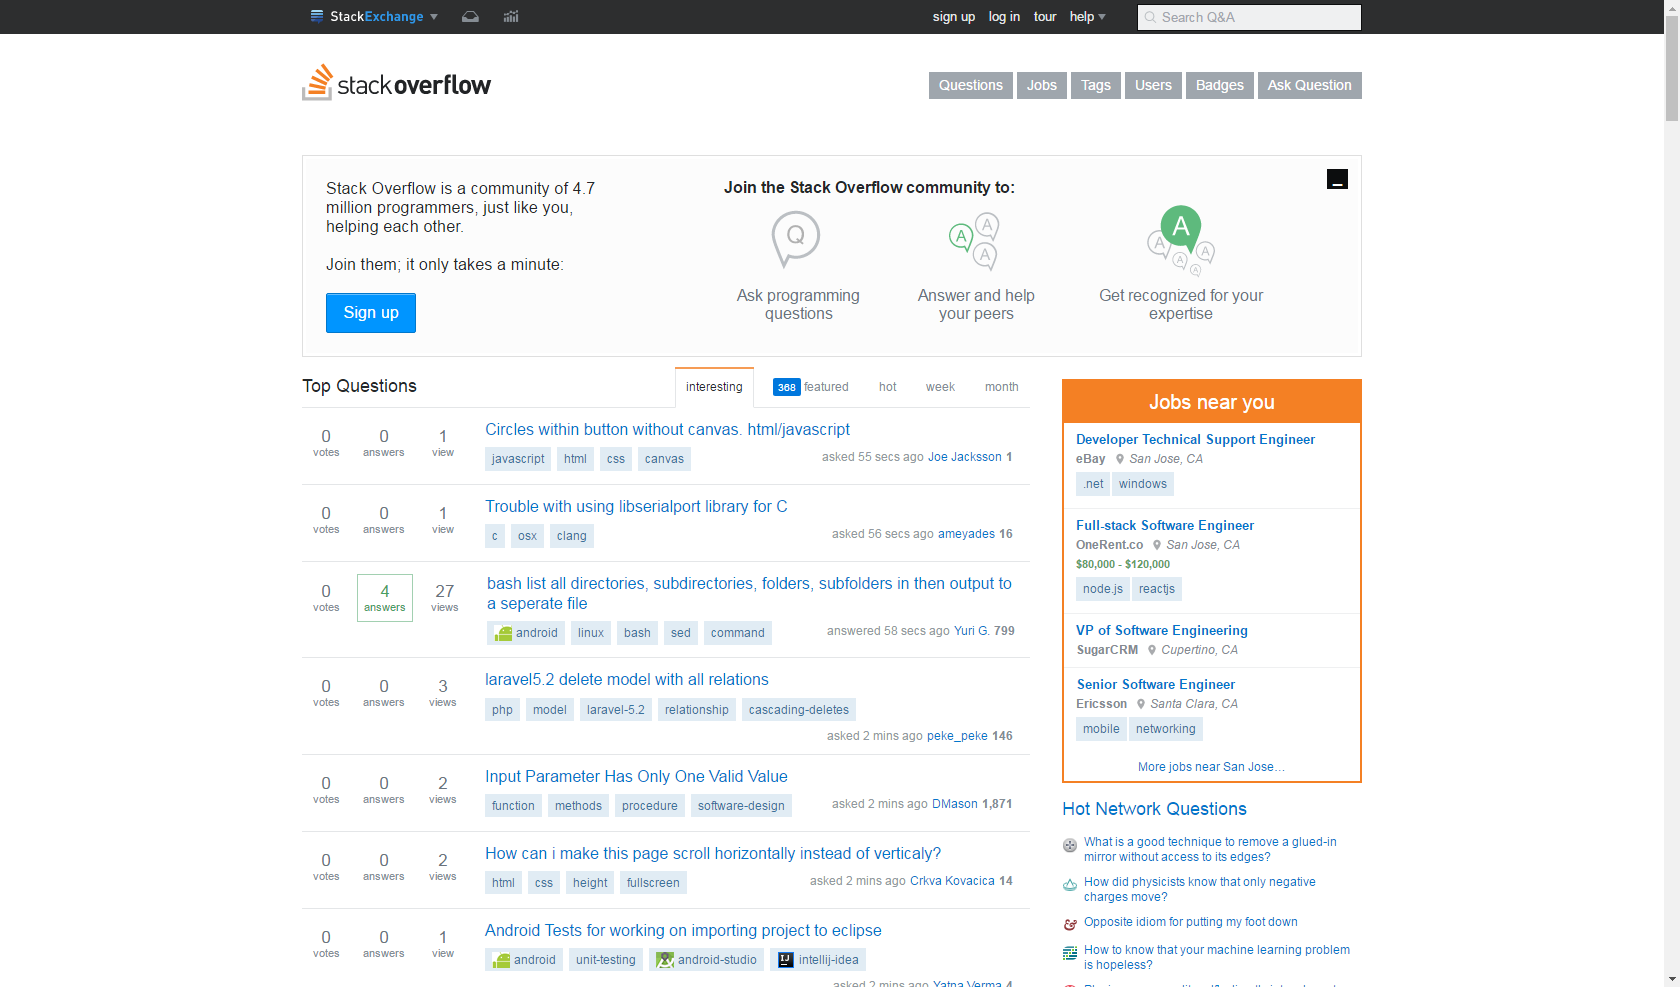 StackExchange
sign up log in tour help
Search Q&A
stackoverflow
Questions Jobs Tags Users Badges Ask Question
Stack Overflow is a community of 4.7
million programmers, just like you,
helping each other.
Join them; it only takes a minute:
Sign up
Join the Stack Overflow community to:
Q
A A A
A A A A A
Ask programming
questions
Answer and help
your peers
Get recognized for your
expertise
Top Questions
interesting 368 featured hot week month
0 votes 0 answers 1 view
Circles within button without canvas. html/javascript
javascript html css canvas
asked 55 secs ago Joe Jacksson 1
0 votes 0 answers 1 view
Trouble with using libserialport library for C
c osx clang
asked 56 secs ago ameyades 16
0 votes 4 answers 27 views
bash list all directories, subdirectories, folders, subfolders in then output to
a seperate file
android linux bash sed command
answered 58 secs ago Yuri G. 799
0 votes 0 answers 3 views
laravel5.2 delete model with all relations
php model laravel-5.2 relationship cascading-deletes
asked 2 mins ago peke_peke 146
0 votes 0 answers 2 views
Input Parameter Has Only One Valid Value
function methods procedure software-design
asked 2 mins ago DMason 1,871
0 votes 0 answers 2 views
How can i make this page scroll horizontally instead of verticaly?
html css height fullscreen
asked 2 mins ago Crkva Kovacica 14
0 votes 0 answers 1 view
Android Tests for working on importing project to eclipse
android unit-testing android-studio IJ intellij-idea
asked 2 mins ago Yatna Verma 4
Jobs near you
Developer Technical Support Engineer
eBay San Jose, CA
.net windows
Full-stack Software Engineer
OneRent.co San Jose, CA
$80,000 - $120,000
node.js reactjs
VP of Software Engineering
SugarCRM Cupertino, CA
Senior Software Engineer
Ericsson Santa Clara, CA
mobile networking
More jobs near San Jose…
Hot Network Questions
What is a good technique to remove a glued-in
mirror without access to its edges?
How did physicists know that only negative
charges move?
Opposite idiom for putting my foot down
How to know that your machine learning problem
is hopeless?